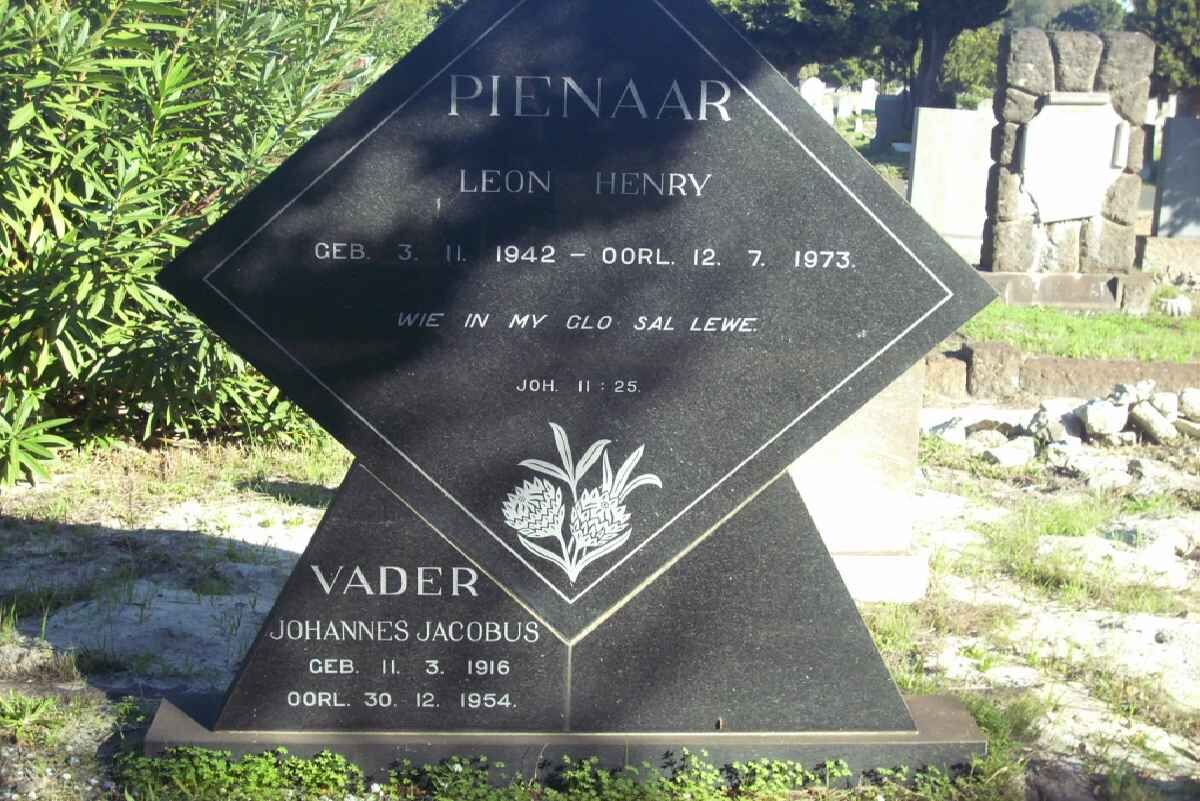 PIENAAR
LEON HENRY
GEB. 3. 11. 1942 – OORL. 12. 7. 1973.
WIE IN MY GLO SAL LEWE.
JOH. 11 : 25.
VADER
JOHANNES JACOBUS
GEB. 11. 3. 1916
OORL. 30. 12. 1954.